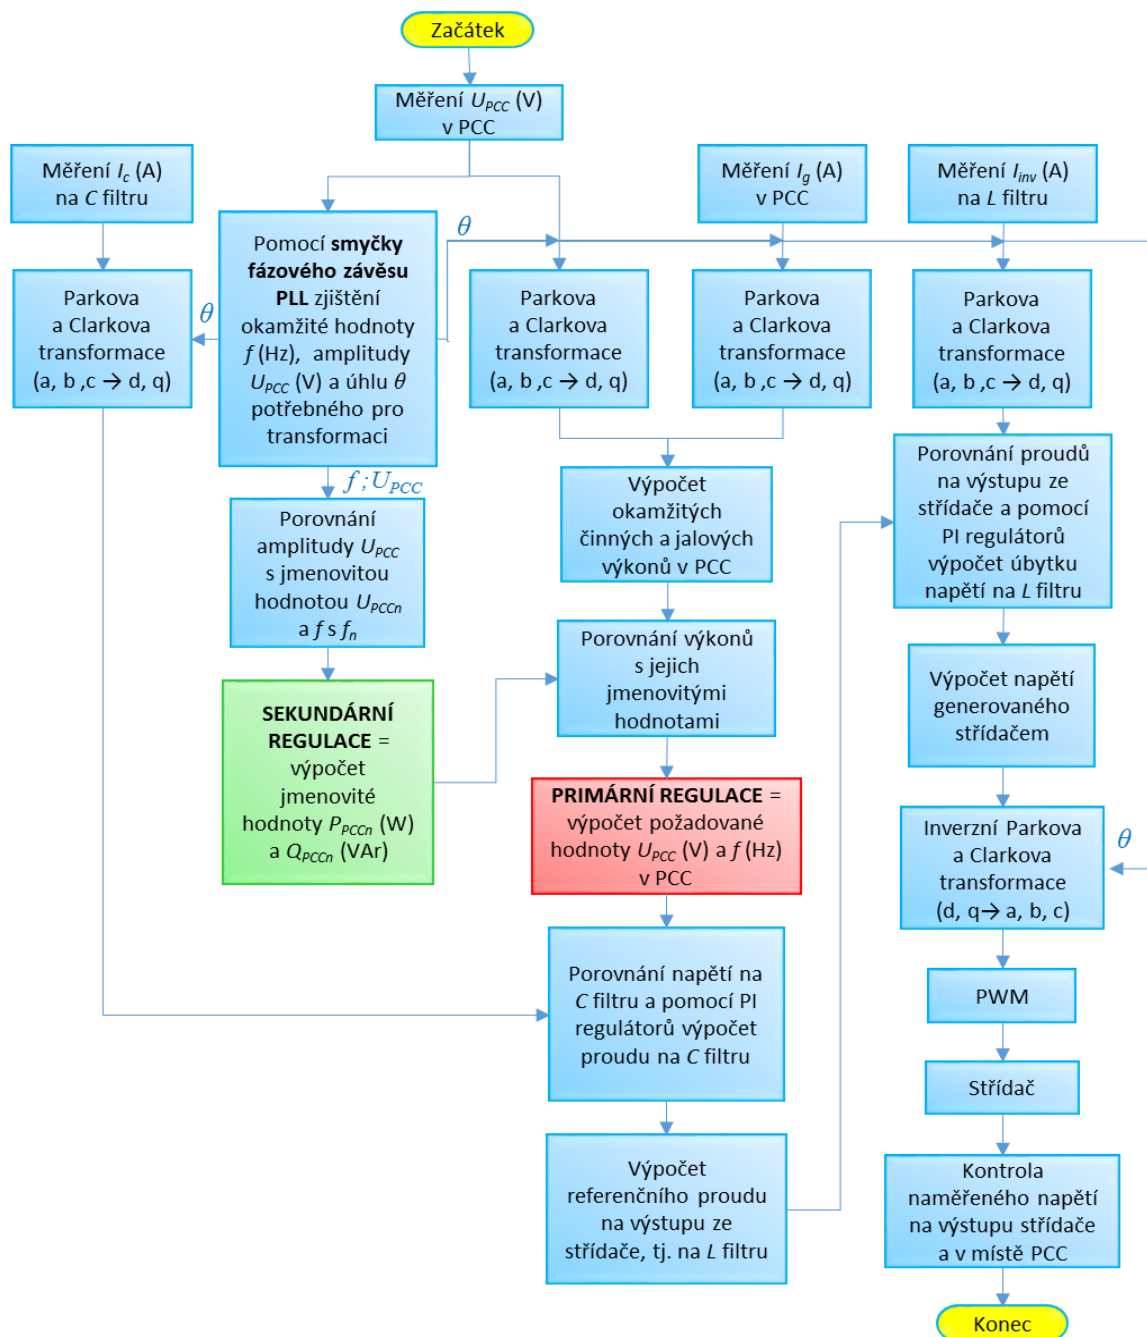 Začátek
Měření U_PCC (V)
v PCC
Měření I_c (A)
na C filtru
Měření I_g (A)
v PCC
Měření I_inv (A)
na L filtru
Pomocí smyčky
fázového závěsu
PLL zjištění
okamžité hodnoty
f (Hz), amplitudy
U_PCC (V) a úhlu θ
potřebného pro
transformaci
θ
θ
Parkova
a Clarkova
transformace
(a, b ,c → d, q)
Parkova
a Clarkova
transformace
(a, b ,c → d, q)
Parkova
a Clarkova
transformace
(a, b ,c → d, q)
Parkova
a Clarkova
transformace
(a, b ,c → d, q)
f ; U_PCC
Porovnání
amplitudy U_PCC
s jmenovitou
hodnotou U_PCCn
a f s f_n
Výpočet
okamžitých
činných a jalových
výkonů v PCC
Porovnání proudů
na výstupu ze
střídače a pomocí
PI regulátorů
výpočet úbytku
napětí na L filtru
Porovnání výkonů
s jejich
jmenovitými
hodnotami
Výpočet napětí
generovaného
střídačem
SEKUNDÁRNÍ
REGULACE =
výpočet
jmenovité
hodnoty P_PCCn (W)
a Q_PCCn (VAr)
PRIMÁRNÍ REGULACE =
výpočet požadované
hodnoty U_PCC (V) a f (Hz)
v PCC
Inverzní Parkova
a Clarkova
transformace
(d, q→ a, b, c)
θ
Porovnání napětí na
C filtru a pomocí PI
regulátorů výpočet
proudu na C filtru
PWM
Střídač
Výpočet
referenčního proudu
na výstupu ze
střídače, tj. na L filtru
Kontrola
naměřeného napětí
na výstupu střídače
a v místě PCC
Konec